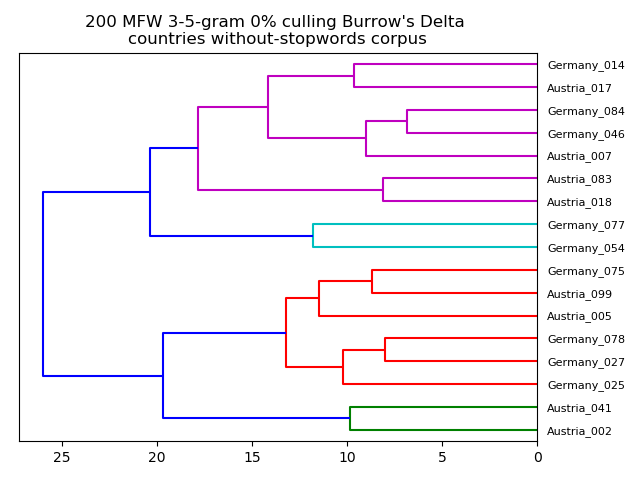 200 MFW 3-5-gram 0% culling Burrow's Delta
countries without-stopwords corpus
Germany_014
Austria_017
Germany_084
Germany_046
Austria_007
Austria_083
Austria_018
Germany_077
Germany_054
Germany_075
Austria_099
Austria_005
Germany_078
Germany_027
Germany_025
Austria_041
Austria_002
25 20 15 10 5 0